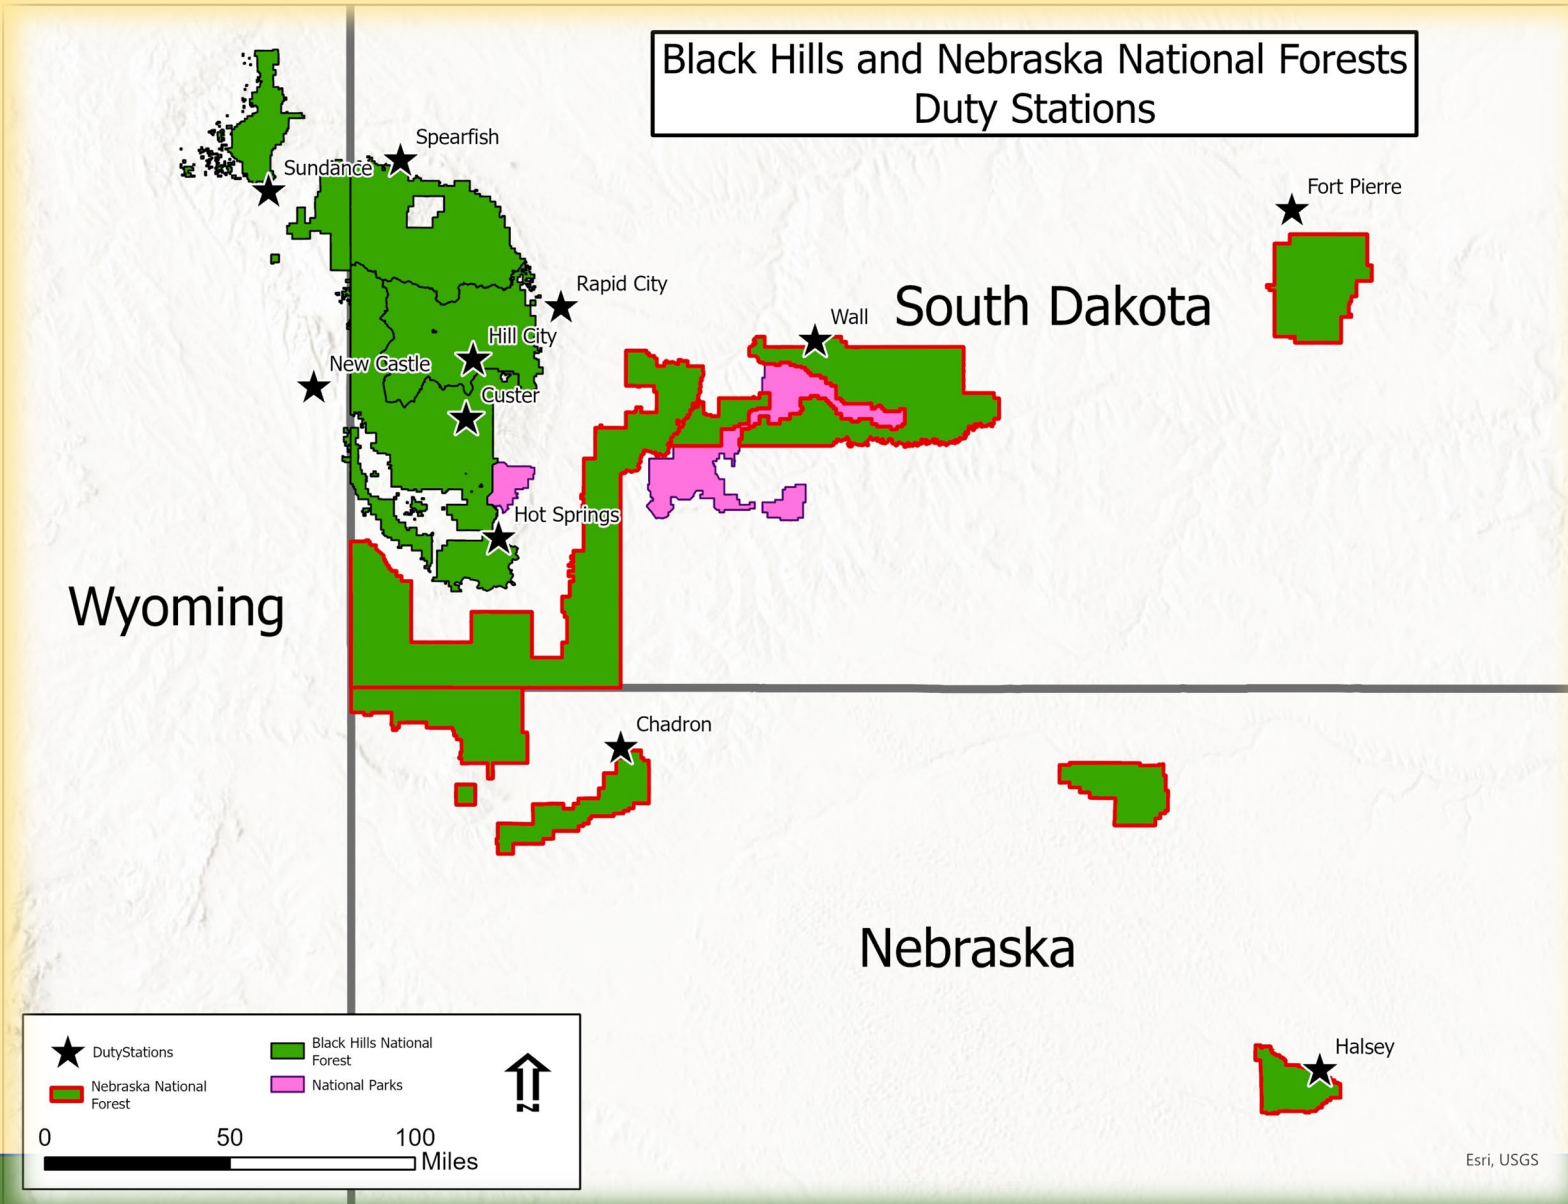 Black Hills and Nebraska National Forests
Duty Stations
Spearfish
Sundance
Fort Pierre
Rapid City
South Dakota
Wall
Hill City
New Castle
Custer
Hot Springs
Wyoming
Chadron
Nebraska
Halsey
DutyStations
Black Hills National
Forest
Nebraska National
Forest
National Parks
N
0 50 100
Miles
Esri, USGS